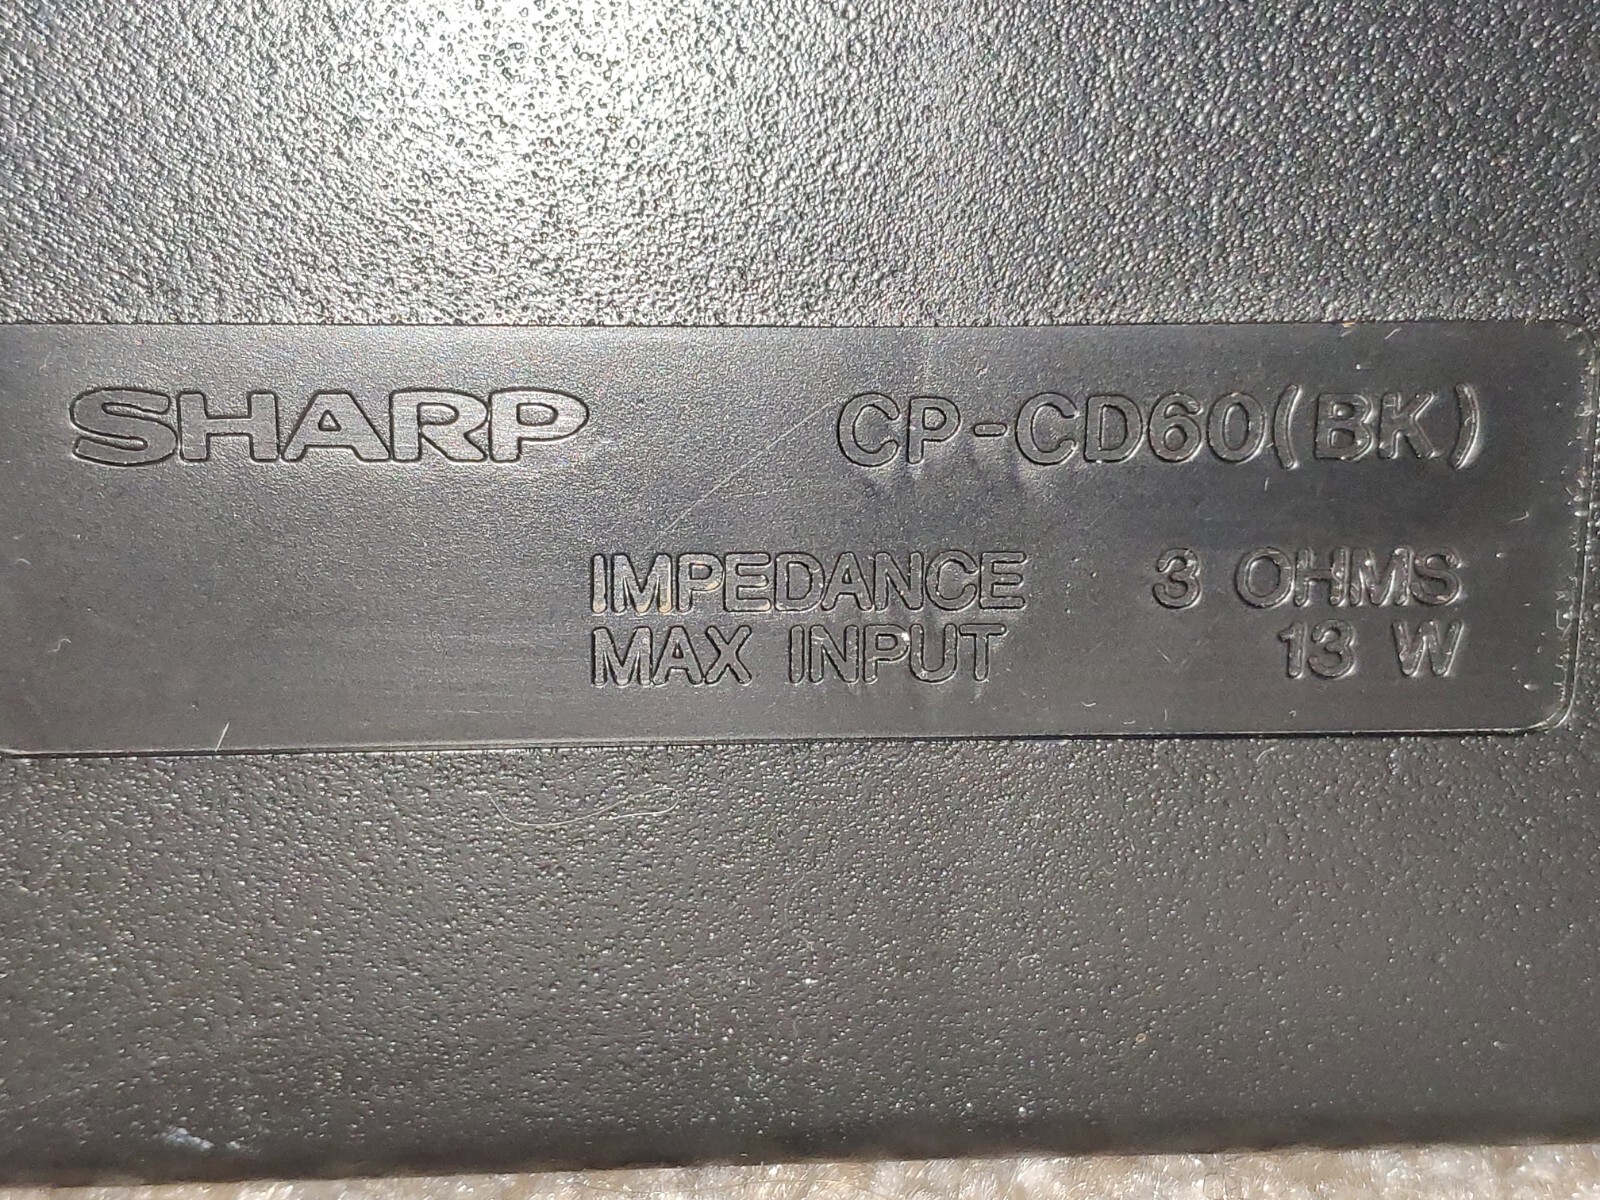 SHARP CP-CD60(BK)
IMPEDANCE 3 OHMS
MAX INPUT 13 W